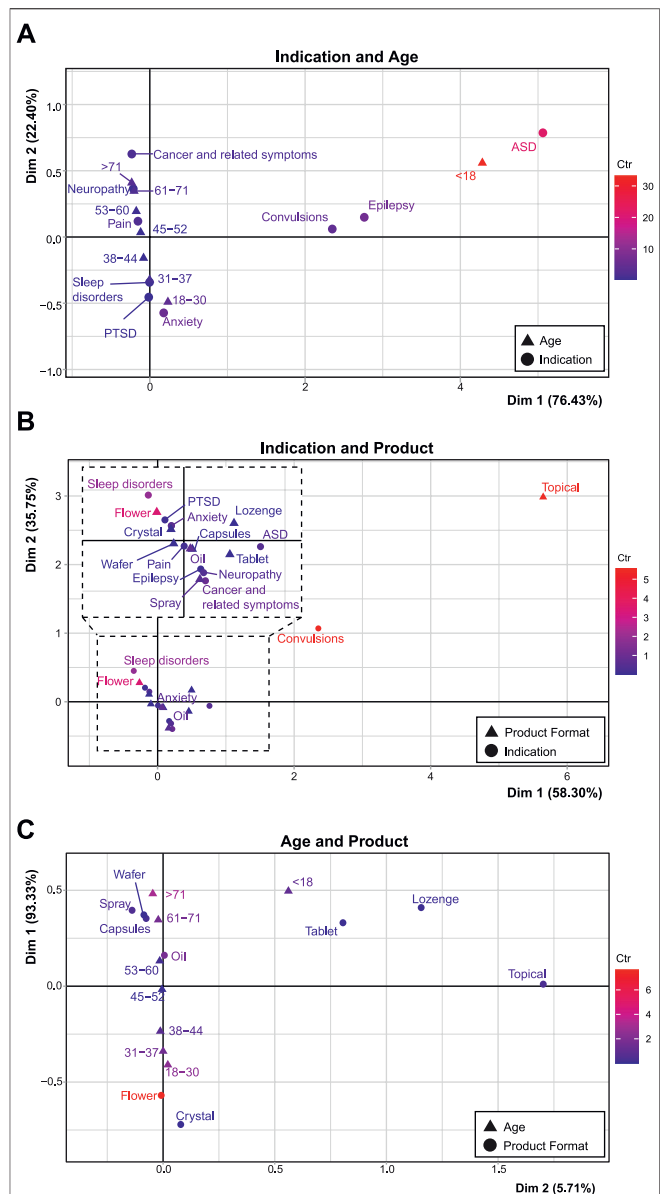 A
Indication and Age
Dim 2 (22.40%)
1.0
0.5
0.0
−0.5
−1.0
Cancer and related symptoms
>71
Neuropathy
61−71
53−60
Pain
45−52
38−44
31−37
Sleep
disorders
18−30
PTSD
Anxiety
Convulsions
Epilepsy
<18
ASD
Age
Indication
0
2
4
Dim 1 (76.43%)
Ctr
30
20
10
B
Indication and Product
Dim 2 (35.75%)
3
2
1
0
Sleep disorders
PTSD
Flower
Lozenge
Anxiety
Crystal
Capsules
ASD
Wafer
Oil
Pain
Tablet
Epilepsy
Neuropathy
Spray
Cancer and
related symptoms
Topical
Convulsions
Sleep disorders
Flower
Anxiety
Oil
Product Format
Indication
0
2
4
6
Dim 1 (58.30%)
Ctr
5
4
3
2
1
C
Age and Product
Dim 1 (93.33%)
0.5
0.0
−0.5
Wafer
>71
<18
Spray
Lozenge
Capsules
61−71
Tablet
Oil
53−60
Topical
45−52
38−44
31−37
18−30
Flower
Crystal
Age
Product Format
0.0
0.5
1.0
1.5
Dim 2 (5.71%)
Ctr
6
4
2